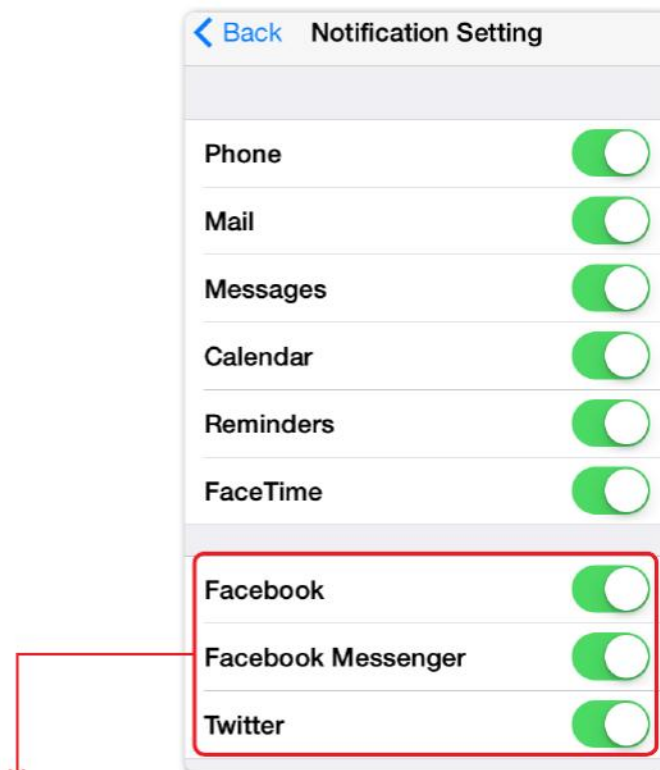 Back Notification Setting
Phone
Mail
Messages
Calendar
Reminders
FaceTime
Facebook
Facebook Messenger
Twitter